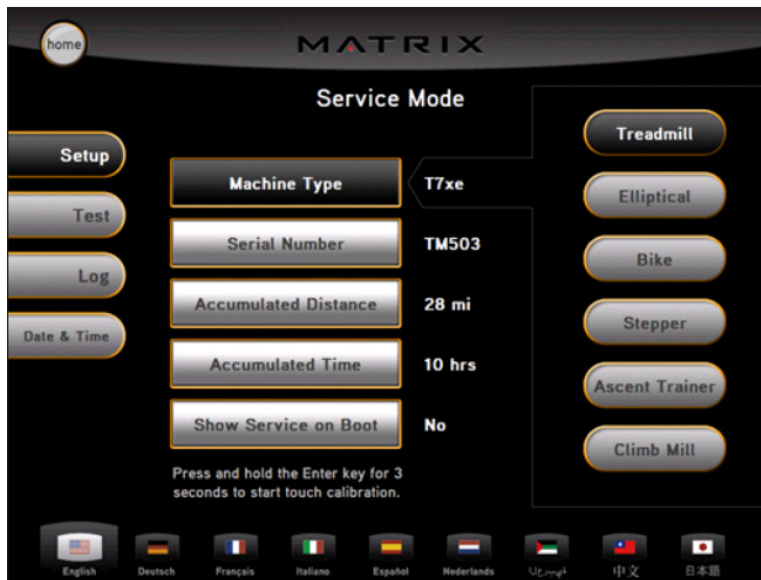 home
MATRIX
Service Mode
Setup
Test
Log
Date & Time
Machine Type
T7xe
Serial Number
TM503
Accumulated Distance
28 mi
Accumulated Time
10 hrs
Show Service on Boot
No
Press and hold the Enter key for 3
seconds to start touch calibration.
Treadmill
Elliptical
Bike
Stepper
Ascent Trainer
Climb Mill
English
Deutsch
Français
Italiano
Español
Nederlands
中文
日本語